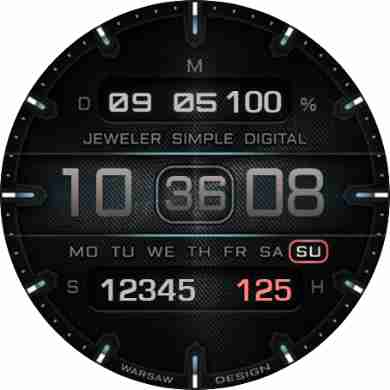 M
D 09 05 100 %
JEWELER SIMPLE DIGITAL
10 36 08
MO TU WE TH FR SA SU
S 12345 125 H
WARSAW DESIGN